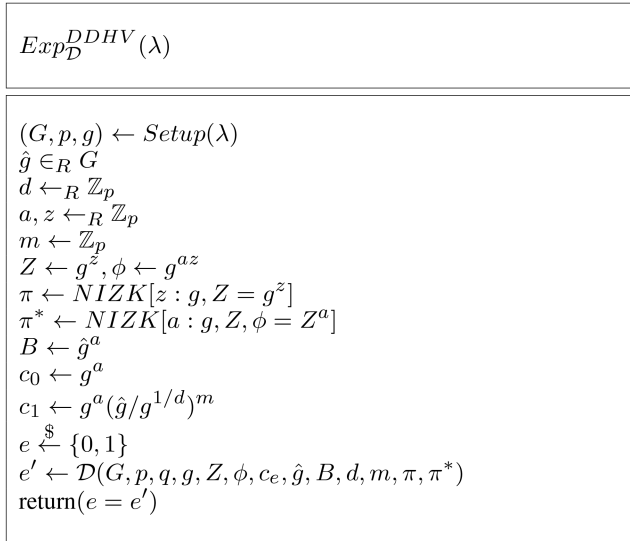 Exp_D^{DDHV}(λ)
(G, p, g) ← Setup(λ)
ĝ ∈_R G
d ←_R ℤ_p
a, z ←_R ℤ_p
m ← ℤ_p
Z ← g^z, ϕ ← g^{az}
π ← NIZK[z : g, Z = g^z]
π* ← NIZK[a : g, Z, ϕ = Z^a]
B ← ĝ^a
c_0 ← g^a
c_1 ← g^a(ĝ/g^{1/d})^m
e ←^$ {0, 1}
e′ ← D(G, p, q, g, Z, ϕ, c_e, ĝ, B, d, m, π, π*)
return(e = e′)